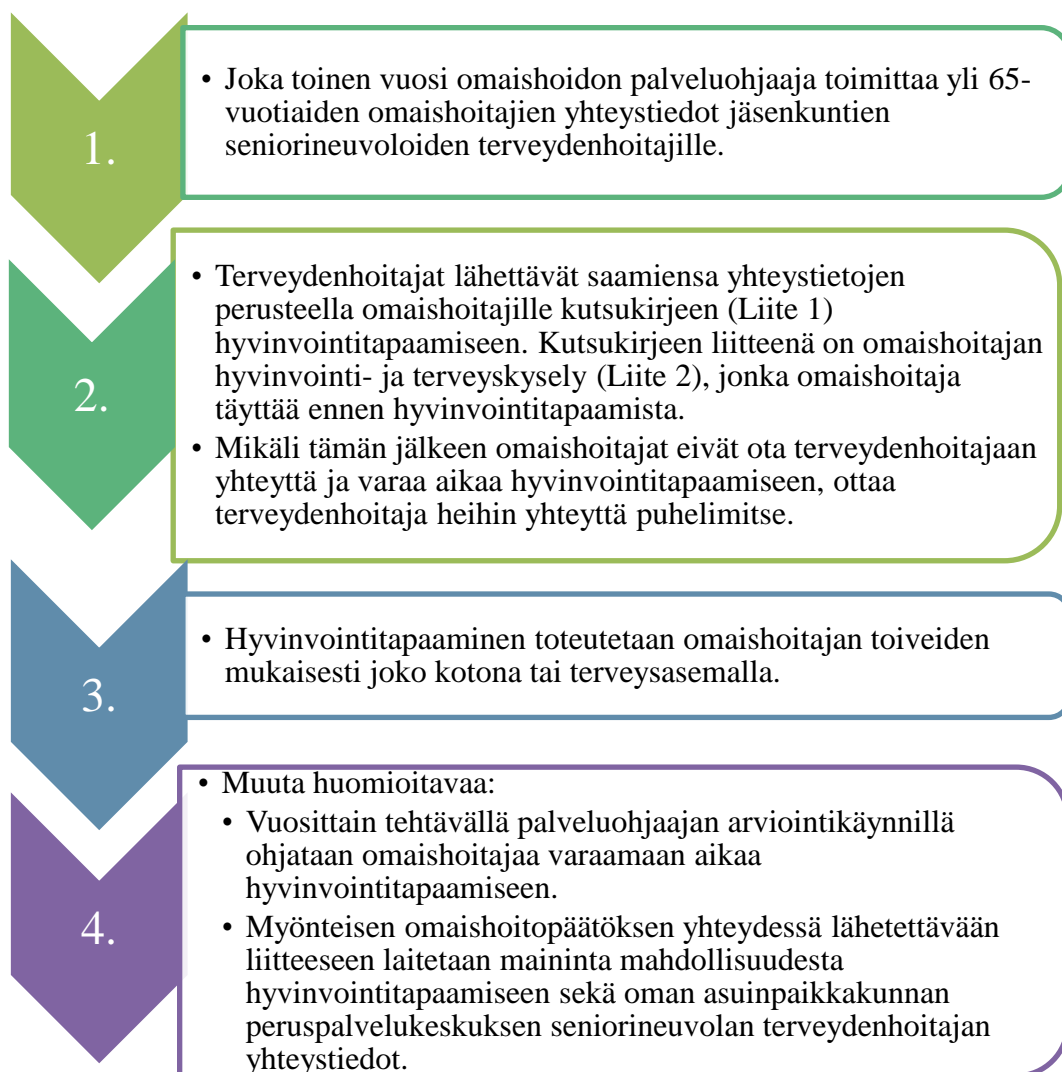 1.
• Joka toinen vuosi omaishoidon palveluohjaaja toimittaa yli 65-
vuotiaiden omaishoitajien yhteystiedot jäsenkuntien
seniorineuvoloiden terveydenhoitajille.
2.
• Terveydenhoitajat lähettävät saamiensa yhteystietojen
perusteella omaishoitajille kutsukirjeen (Liite 1)
hyvinvointitapaamiseen. Kutsukirjeen liitteenä on omaishoitajan
hyvinvointi- ja terveyskysely (Liite 2), jonka omaishoitaja
täyttää ennen hyvinvointitapaamista.
• Mikäli tämän jälkeen omaishoitajat eivät ota terveydenhoitajaan
yhteyttä ja varaa aikaa hyvinvointitapaamiseen, ottaa
terveydenhoitaja heihin yhteyttä puhelimitse.
3.
• Hyvinvointitapaaminen toteutetaan omaishoitajan toiveiden
mukaisesti joko kotona tai terveysasemalla.
4.
• Muuta huomioitavaa:
• Vuosittain tehtävällä palveluohjaajan arviointikäynnillä
ohjataan omaishoitajaa varaamaan aikaa
hyvinvointitapaamiseen.
• Myönteisen omaishoitopäätöksen yhteydessä lähetettävään
liitteeseen laitetaan maininta mahdollisuudesta
hyvinvointitapaamiseen sekä oman asuinpaikkakunnan
peruspalvelukeskuksen seniorineuvolan terveydenhoitajan
yhteystiedot.